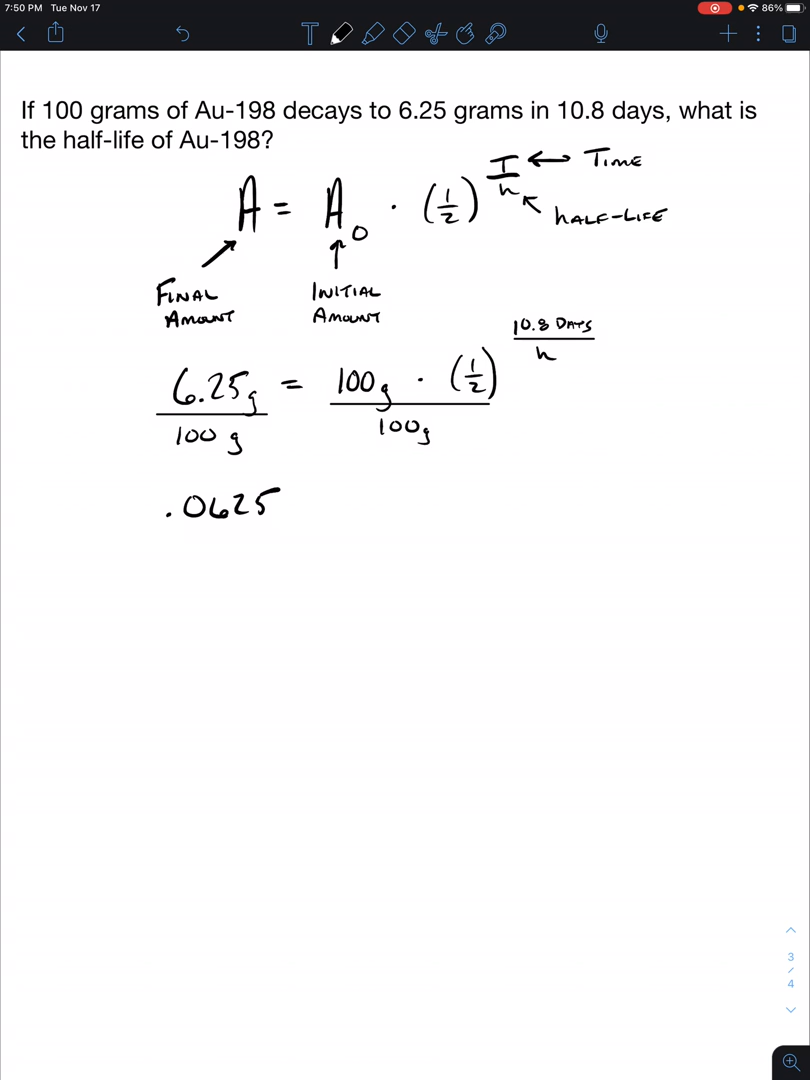 7:50 PM Tue Nov 17
86%
If 100 grams of Au-198 decays to 6.25 grams in 10.8 days, what is
the half-life of Au-198?
A = A₀ · (1/2)^(T/h) ↔ TIME
HALF-LIFE
FINAL AMOUNT
INITIAL AMOUNT
6.25g = 100g · (1/2)^(10.8 DAYS/h)
100 g 100g
.0625
3
/
4